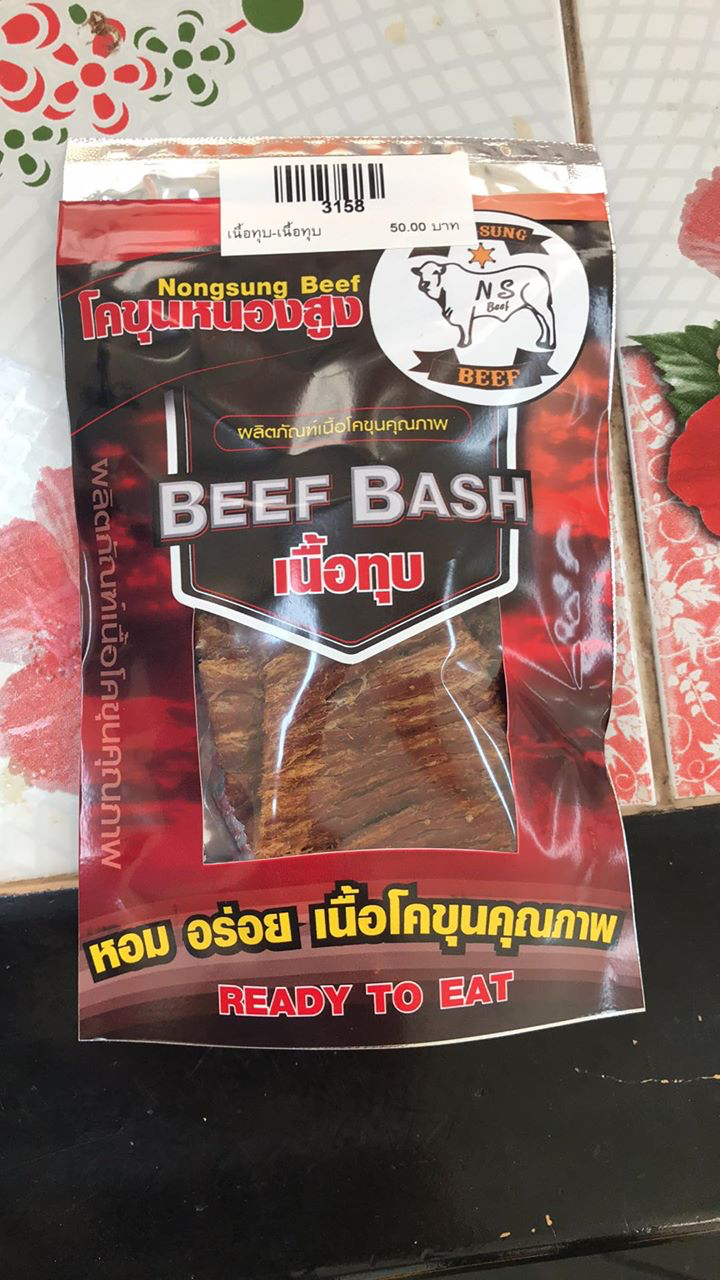 3158
เนื้อทุบ-เนื้อทุบ 50.00 บาท
SUNG
NS
Beef
BEEF
Nongsung Beef
โคขุนหนองสูง
ผลิตภัณฑ์เนื้อโคขุนคุณภาพ
BEEF BASH
เนื้อทุบ
ผลิตภัณฑ์เนื้อโคขุนคุณภาพ
หอม อร่อย เนื้อโคขุนคุณภาพ
READY TO EAT